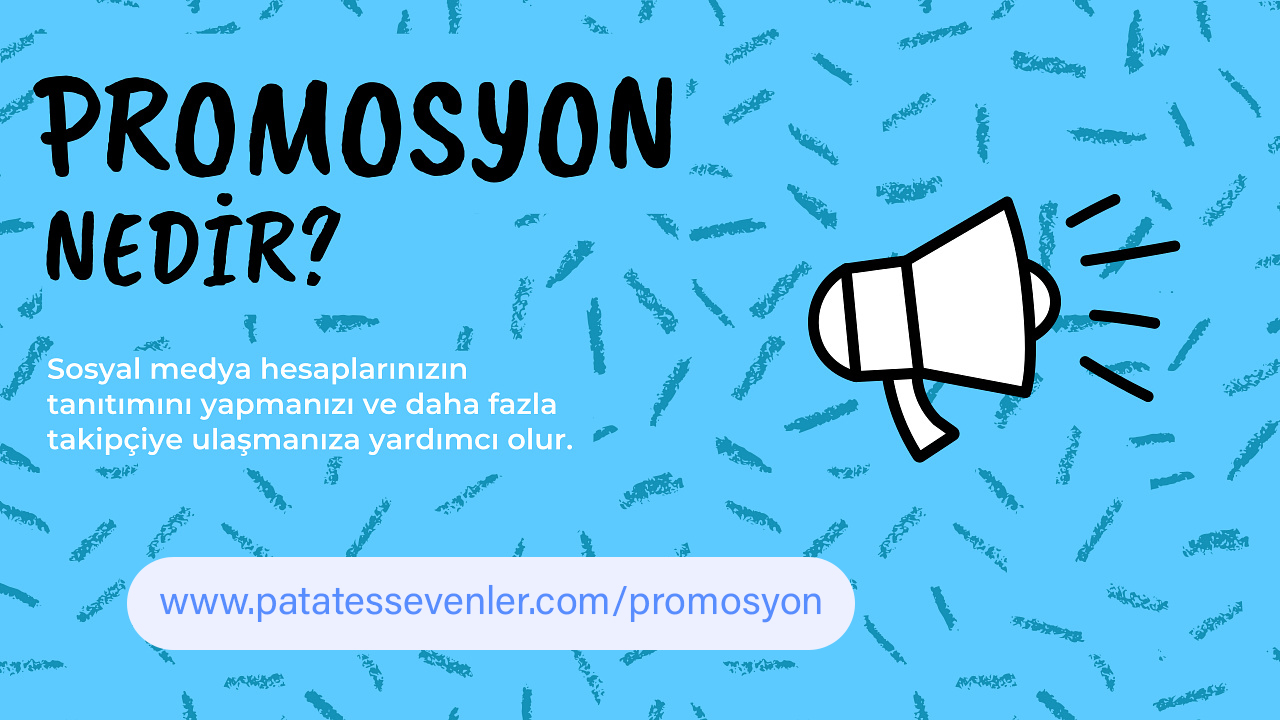 PROMOSYON
NEDİR?
Sosyal medya hesaplarınızın
tanıtımını yapmanızı ve daha fazla
takipçiye ulaşmanıza yardımcı olur.
www.patatessevenler.com/promosyon